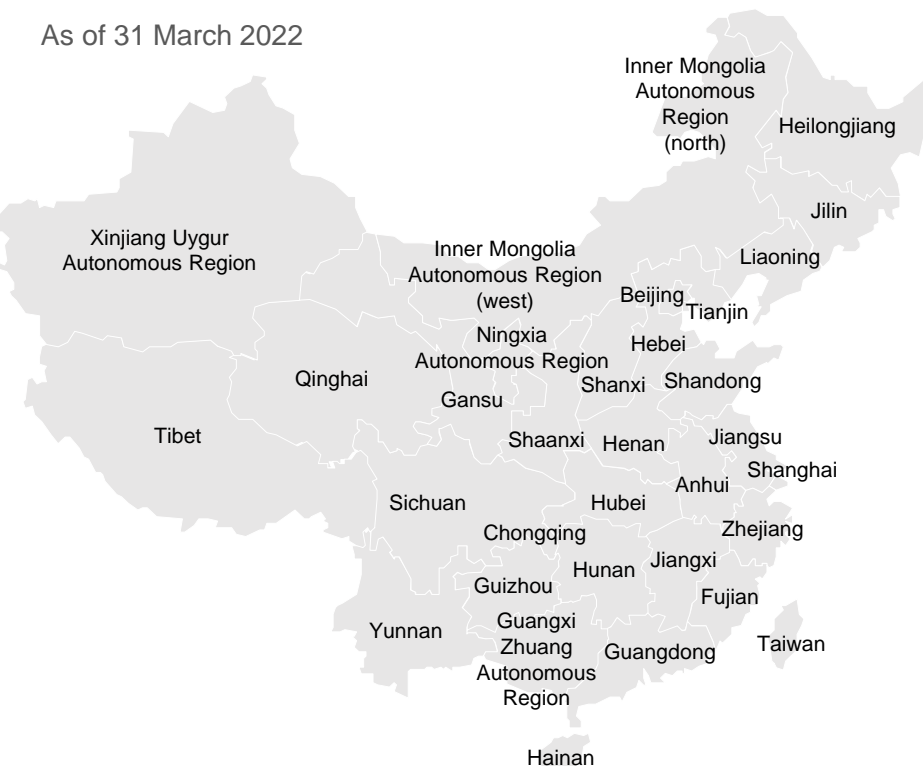 As of 31 March 2022
Inner Mongolia
Autonomous
Region
(north)
Heilongjiang
Jilin
Xinjiang Uygur
Autonomous Region
Inner Mongolia
Autonomous Region
(west)
Liaoning
Beijing
Tianjin
Ningxia
Autonomous Region
Hebei
Qinghai
Gansu
Shanxi
Shandong
Tibet
Shaanxi
Henan
Jiangsu
Shanghai
Anhui
Sichuan
Hubei
Chongqing
Zhejiang
Hunan
Jiangxi
Guizhou
Fujian
Yunnan
Guangxi
Zhuang
Autonomous
Region
Guangdong
Taiwan
Hainan